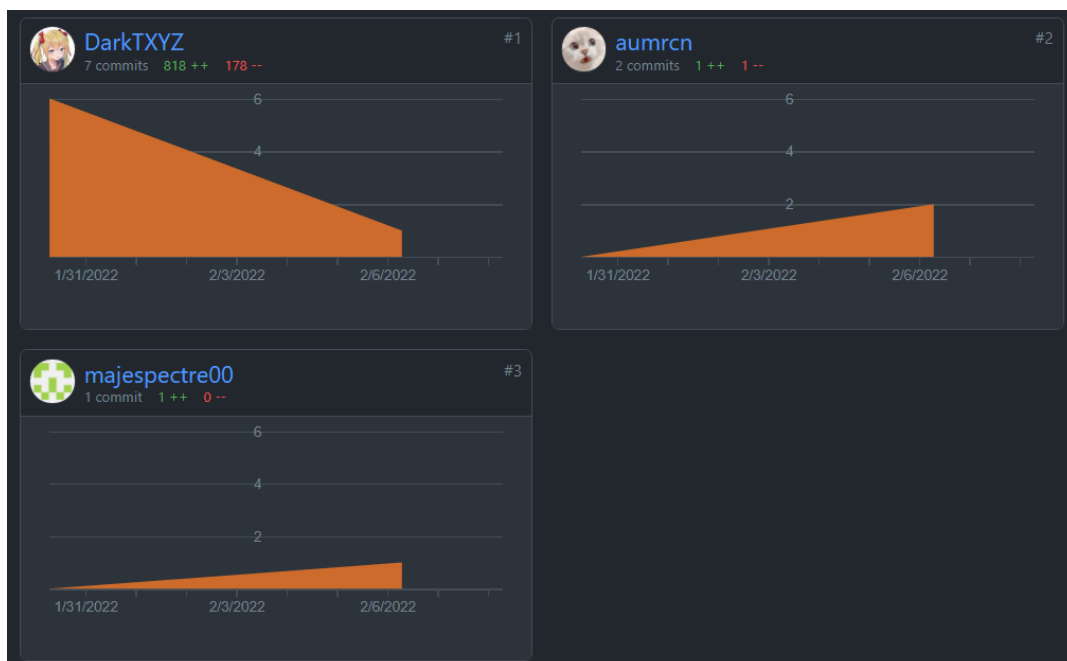 DarkTXYZ #1
7 commits 818 ++ 178 --
6
4
1/31/2022 2/3/2022 2/6/2022
aumrcn #2
2 commits 1 ++ 1 --
6
4
2
1/31/2022 2/3/2022 2/6/2022
majespectre00 #3
1 commit 1 ++ 0 --
6
4
2
1/31/2022 2/3/2022 2/6/2022